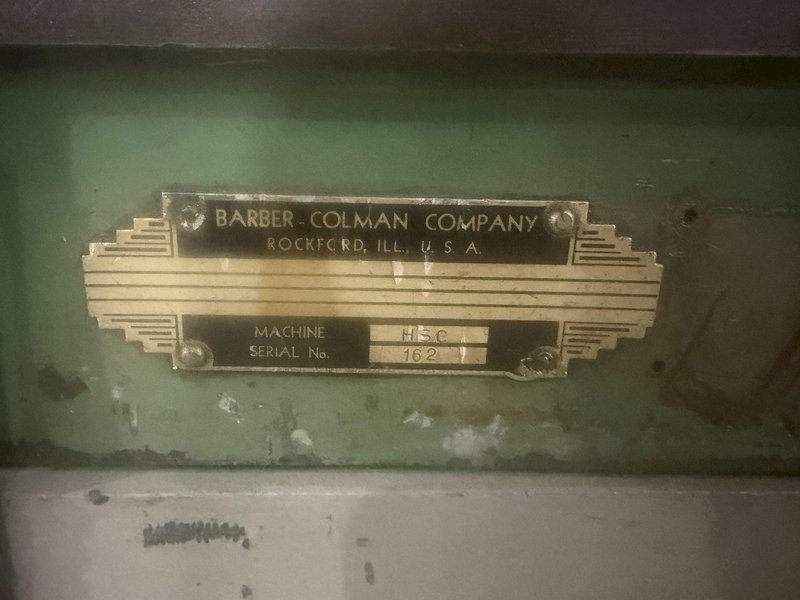 BARBER-COLMAN COMPANY
ROCKFORD, ILL., U. S. A.
MACHINE HSC
SERIAL No. 162